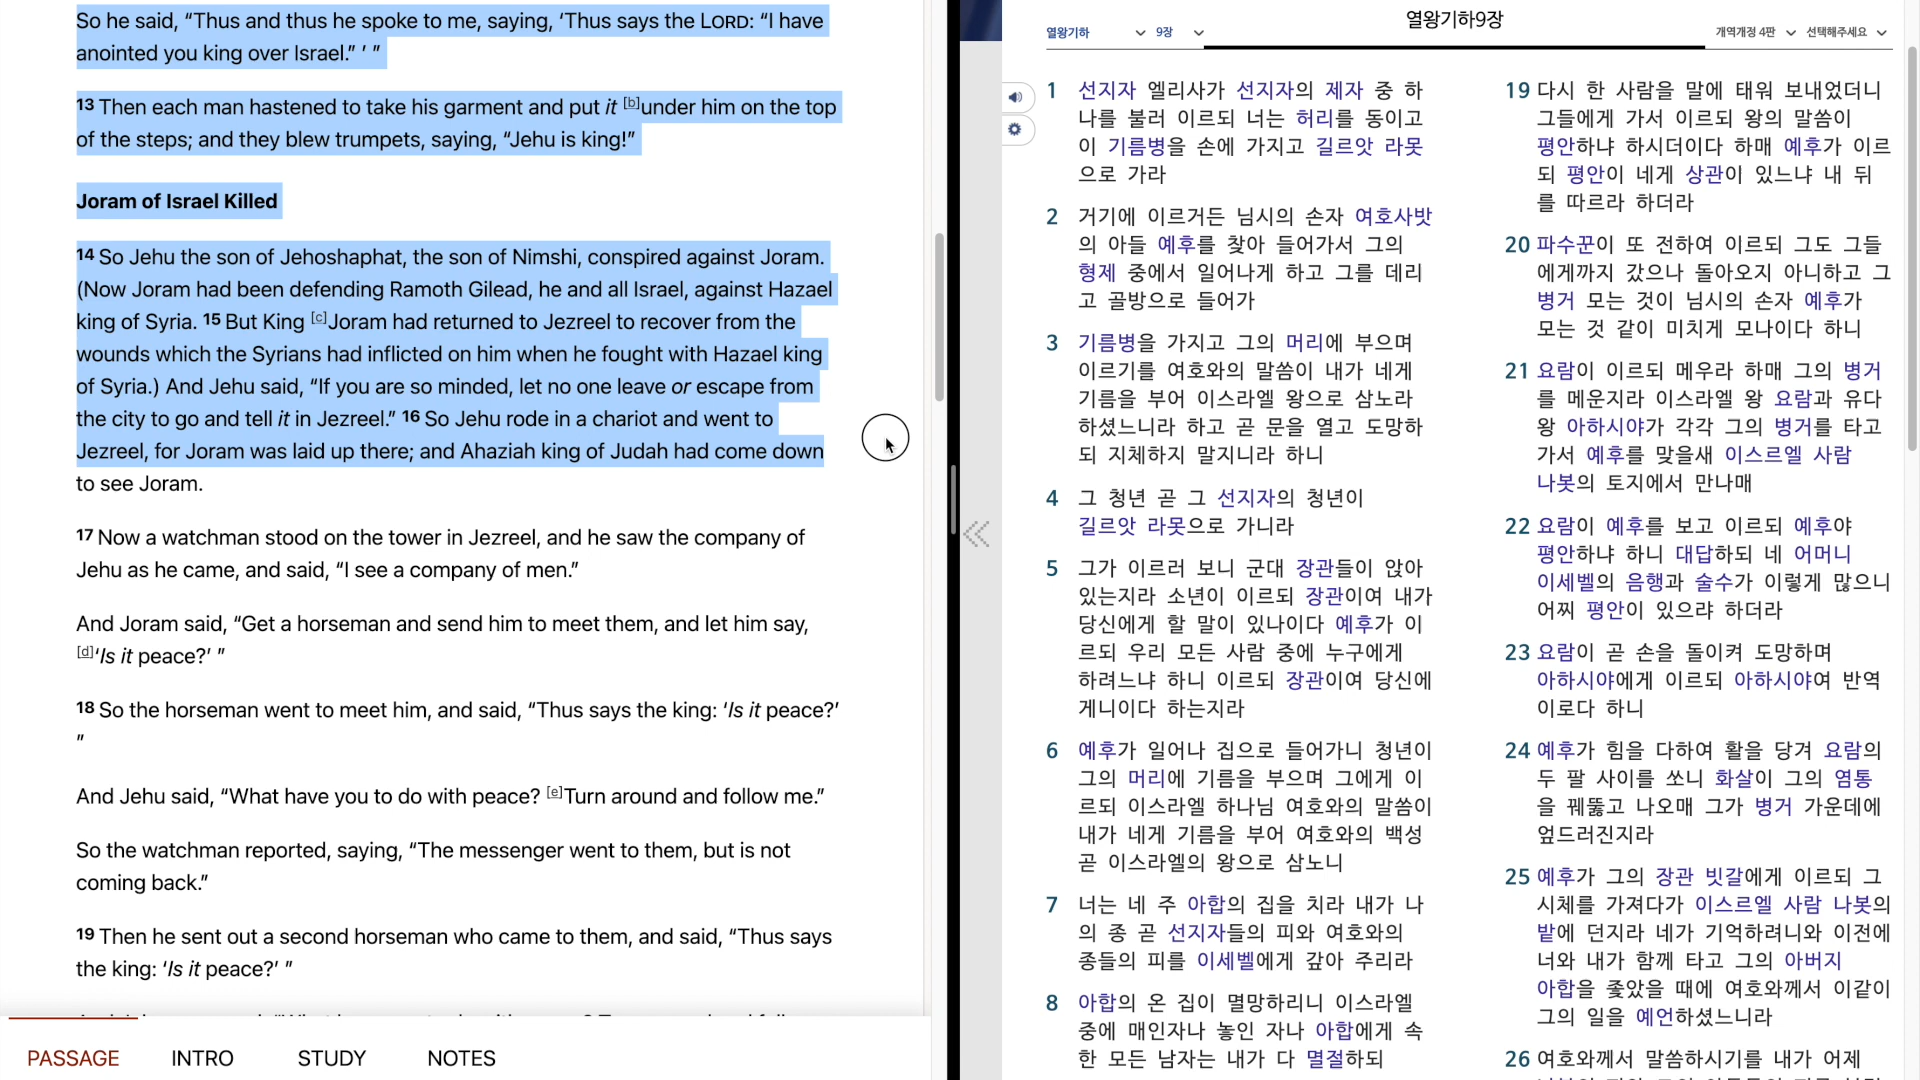 So he said, “Thus and thus he spoke to me, saying, ‘Thus says the LORD: “I have
anointed you king over Israel.” ’ ”
13 Then each man hastened to take his garment and put it [b]under him on the top
of the steps; and they blew trumpets, saying, “Jehu is king!”
Joram of Israel Killed
14 So Jehu the son of Jehoshaphat, the son of Nimshi, conspired against Joram.
(Now Joram had been defending Ramoth Gilead, he and all Israel, against Hazael
king of Syria. 15 But King [c]Joram had returned to Jezreel to recover from the
wounds which the Syrians had inflicted on him when he fought with Hazael king
of Syria.) And Jehu said, “If you are so minded, let no one leave or escape from
the city to go and tell it in Jezreel.” 16 So Jehu rode in a chariot and went to
Jezreel, for Joram was laid up there; and Ahaziah king of Judah had come down
to see Joram.
17 Now a watchman stood on the tower in Jezreel, and he saw the company of
Jehu as he came, and said, “I see a company of men.”
And Joram said, “Get a horseman and send him to meet them, and let him say,
[d]‘Is it peace?’ ”
18 So the horseman went to meet him, and said, “Thus says the king: ‘Is it peace?’
”
And Jehu said, “What have you to do with peace? [e]Turn around and follow me.”
So the watchman reported, saying, “The messenger went to them, but is not
coming back.”
19 Then he sent out a second horseman who came to them, and said, “Thus says
the king: ‘Is it peace?’ ”
PASSAGE INTRO STUDY NOTES
열왕기하9장
열왕기하 9장 개역개정 4판 선택해주세요
1 선지자 엘리사가 선지자의 제자 중 하
나를 불러 이르되 너는 허리를 동이고
이 기름병을 손에 가지고 길르앗 라못
으로 가라
2 거기에 이르거든 님시의 손자 여호사밧
의 아들 예후를 찾아 들어가서 그의
형제 중에서 일어나게 하고 그를 데리
고 골방으로 들어가
3 기름병을 가지고 그의 머리에 부으며
이르기를 여호와의 말씀이 내가 네게
기름을 부어 이스라엘 왕으로 삼노라
하셨느니라 하고 곧 문을 열고 도망하
되 지체하지 말지니라 하니
4 그 청년 곧 그 선지자의 청년이
길르앗 라못으로 가니라
5 그가 이르러 보니 군대 장관들이 앉아
있는지라 소년이 이르되 장관이여 내가
당신에게 할 말이 있나이다 예후가 이
르되 우리 모든 사람 중에 누구에게
하려느냐 하니 이르되 장관이여 당신에
게니이다 하는지라
6 예후가 일어나 집으로 들어가니 청년이
그의 머리에 기름을 부으며 그에게 이
르되 이스라엘 하나님 여호와의 말씀이
내가 네게 기름을 부어 여호와의 백성
곧 이스라엘의 왕으로 삼노니
7 너는 네 주 아합의 집을 치라 내가 나
의 종 곧 선지자들의 피와 여호와의
종들의 피를 이세벨에게 갚아 주리라
8 아합의 온 집이 멸망하리니 이스라엘
중에 매인자나 놓인 자나 아합에게 속
한 모든 남자는 내가 다 멸절하되
19 다시 한 사람을 말에 태워 보내었더니
그들에게 가서 이르되 왕의 말씀이
평안하냐 하시더이다 하매 예후가 이르
되 평안이 네게 상관이 있느냐 내 뒤
를 따르라 하더라
20 파수꾼이 또 전하여 이르되 그도 그들
에게까지 갔으나 돌아오지 아니하고 그
병거 모는 것이 님시의 손자 예후가
모는 것 같이 미치게 모나이다 하니
21 요람이 이르되 메우라 하매 그의 병거
를 메운지라 이스라엘 왕 요람과 유다
왕 아하시야가 각각 그의 병거를 타고
가서 예후를 맞을새 이스르엘 사람
나봇의 토지에서 만나매
22 요람이 예후를 보고 이르되 예후야
평안하냐 하니 대답하되 네 어머니
이세벨의 음행과 술수가 이렇게 많으니
어찌 평안이 있으랴 하더라
23 요람이 곧 손을 돌이켜 도망하며
아하시야에게 이르되 아하시야여 반역
이로다 하니
24 예후가 힘을 다하여 활을 당겨 요람의
두 팔 사이를 쏘니 화살이 그의 염통
을 꿰뚫고 나오매 그가 병거 가운데에
엎드러진지라
25 예후가 그의 장관 빗갈에게 이르되 그
시체를 가져다가 이스르엘 사람 나봇의
밭에 던지라 네가 기억하려니와 이전에
너와 내가 함께 타고 그의 아버지
아합을 좇았을 때에 여호와께서 이같이
그의 일을 예언하셨느니라
26 여호와께서 말씀하시기를 내가 어제